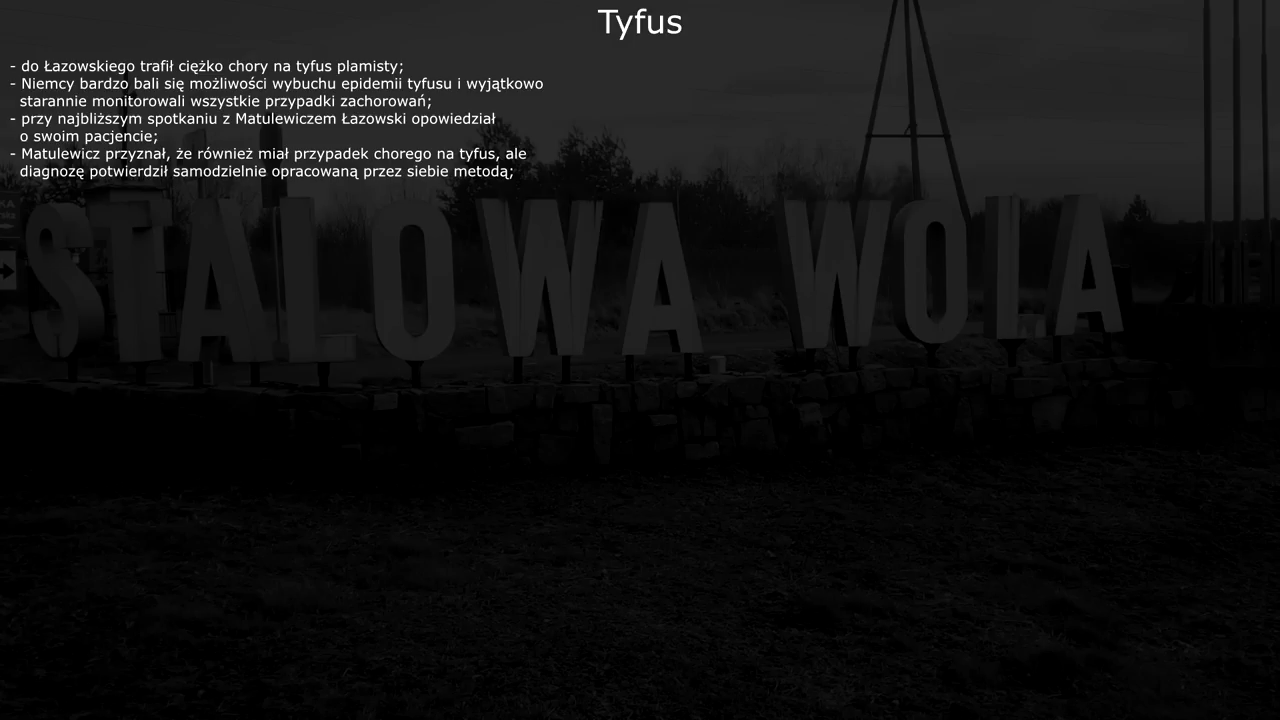 Tyfus
- do Łazowskiego trafił ciężko chory na tyfus plamisty;
- Niemcy bardzo bali się możliwości wybuchu epidemii tyfusu i wyjątkowo
starannie monitorowali wszystkie przypadki zachorowań;
- przy najbliższym spotkaniu z Matulewiczem Łazowski opowiedział
o swoim pacjencie;
- Matulewicz przyznał, że również miał przypadek chorego na tyfus, ale
diagnozę potwierdził samodzielnie opracowaną przez siebie metodą;
STALOWA WOLA